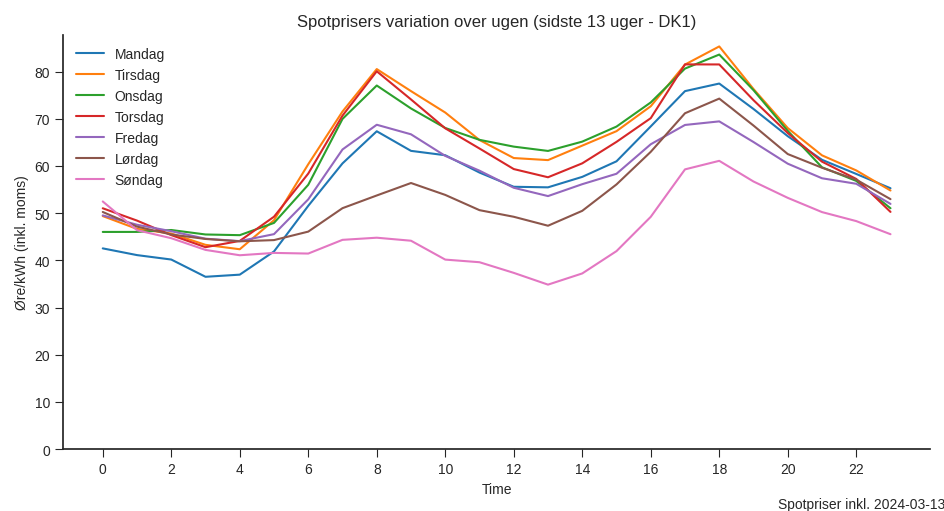 Spotprisers variation over ugen (sidste 13 uger - DK1)
Mandag
Tirsdag
Onsdag
Torsdag
Fredag
Lørdag
Søndag
Øre/kWh (inkl. moms)
80
70
60
50
40
30
20
10
0
0 2 4 6 8 10 12 14 16 18 20 22
Time
Spotpriser inkl. 2024-03-13